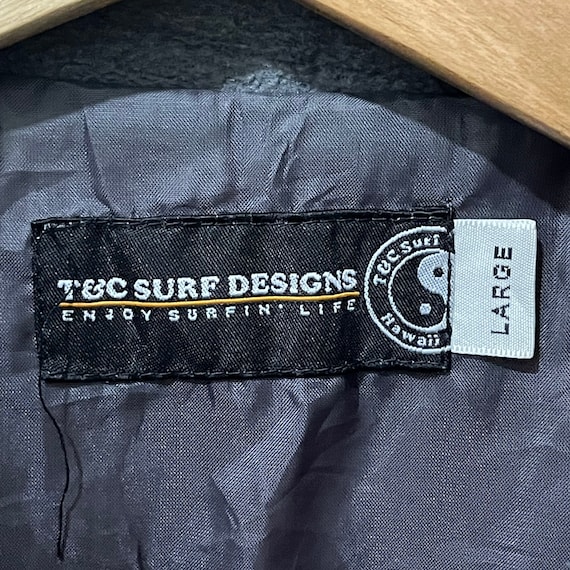 T&C SURF DESIGNS
ENJOY SURFIN' LIFE
T&C Surf
Hawaii
LARGE